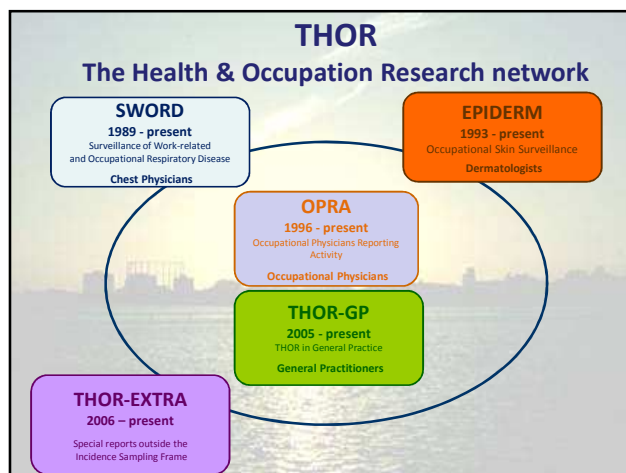 THOR
The Health & Occupation Research network
SWORD
1989 - present
Surveillance of Work-related
and Occupational Respiratory Disease
Chest Physicians
EPIDERM
1993 - present
Occupational Skin Surveillance
Dermatologists
OPRA
1996 - present
Occupational Physicians Reporting
Activity
Occupational Physicians
THOR-GP
2005 - present
THOR in General Practice
General Practitioners
THOR-EXTRA
2006 – present
Special reports outside the
Incidence Sampling Frame